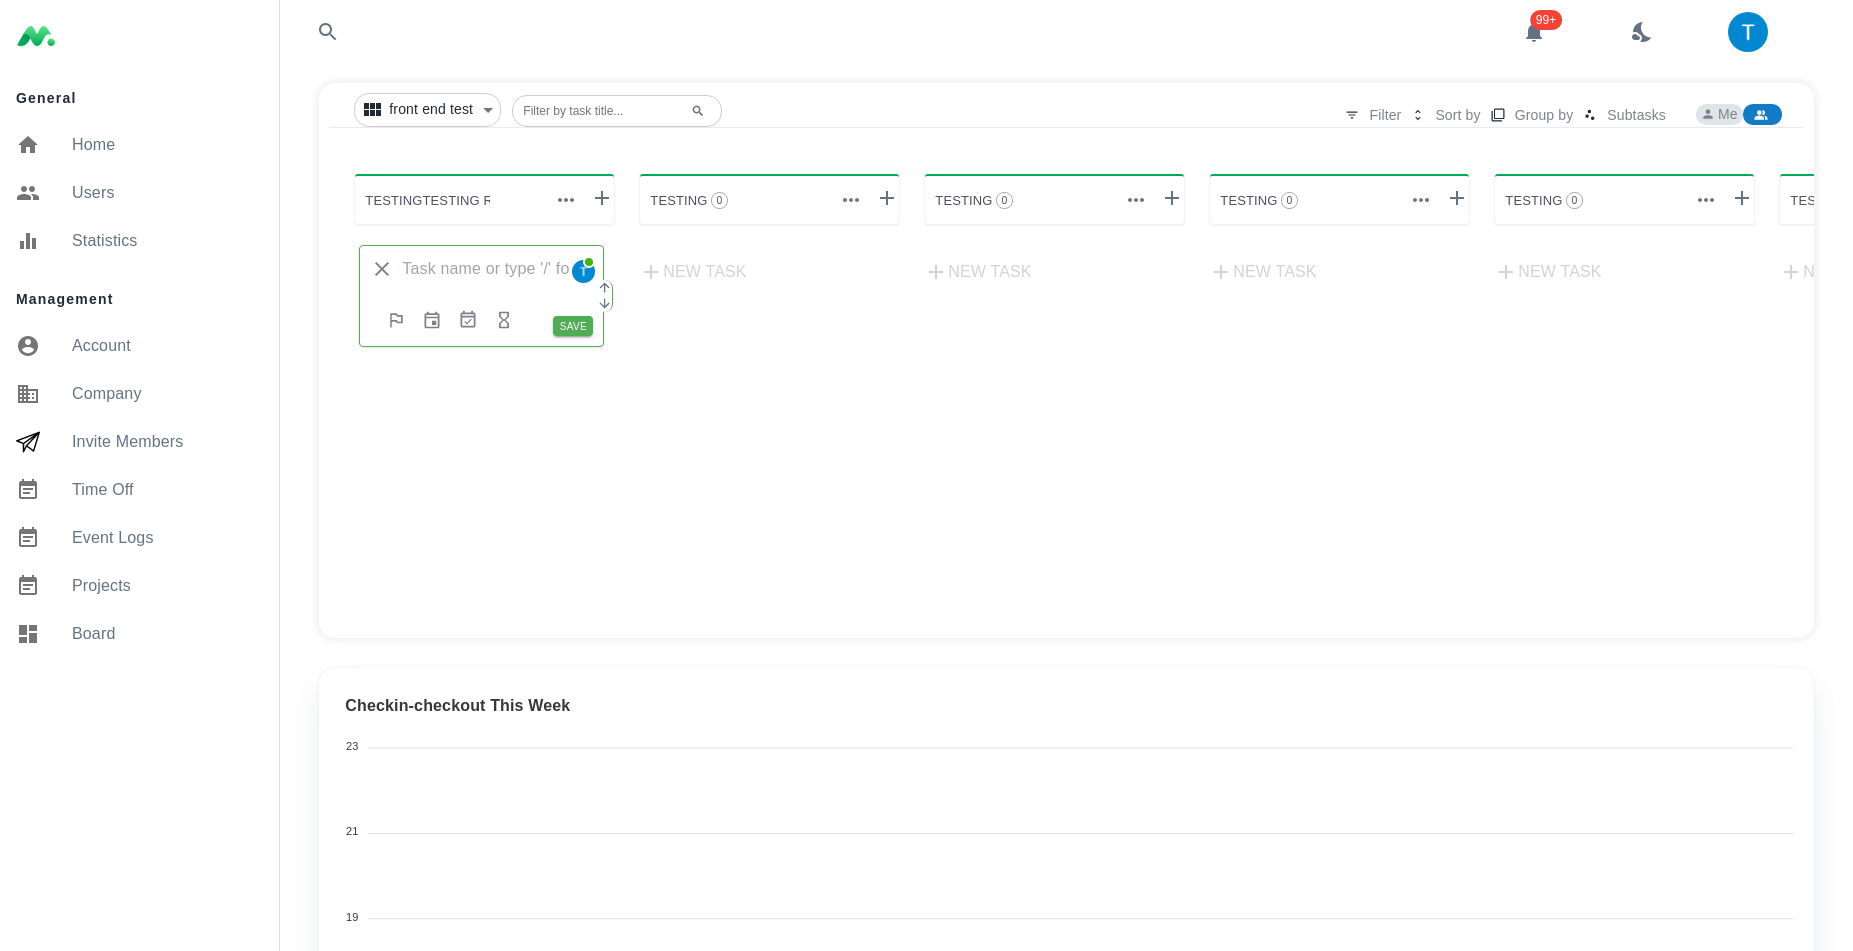 99+
T
General
Home
Users
Statistics
Management
Account
Company
Invite Members
Time Off
Event Logs
Projects
Board
front end test
Filter by task title...
Filter
Sort by
Group by
Subtasks
Me
TESTINGTESTING R
TESTING 0
TESTING 0
TESTING 0
TESTING 0
TES
Task name or type '/' fo
T
SAVE
NEW TASK
NEW TASK
NEW TASK
NEW TASK
N
Checkin-checkout This Week
23
21
19